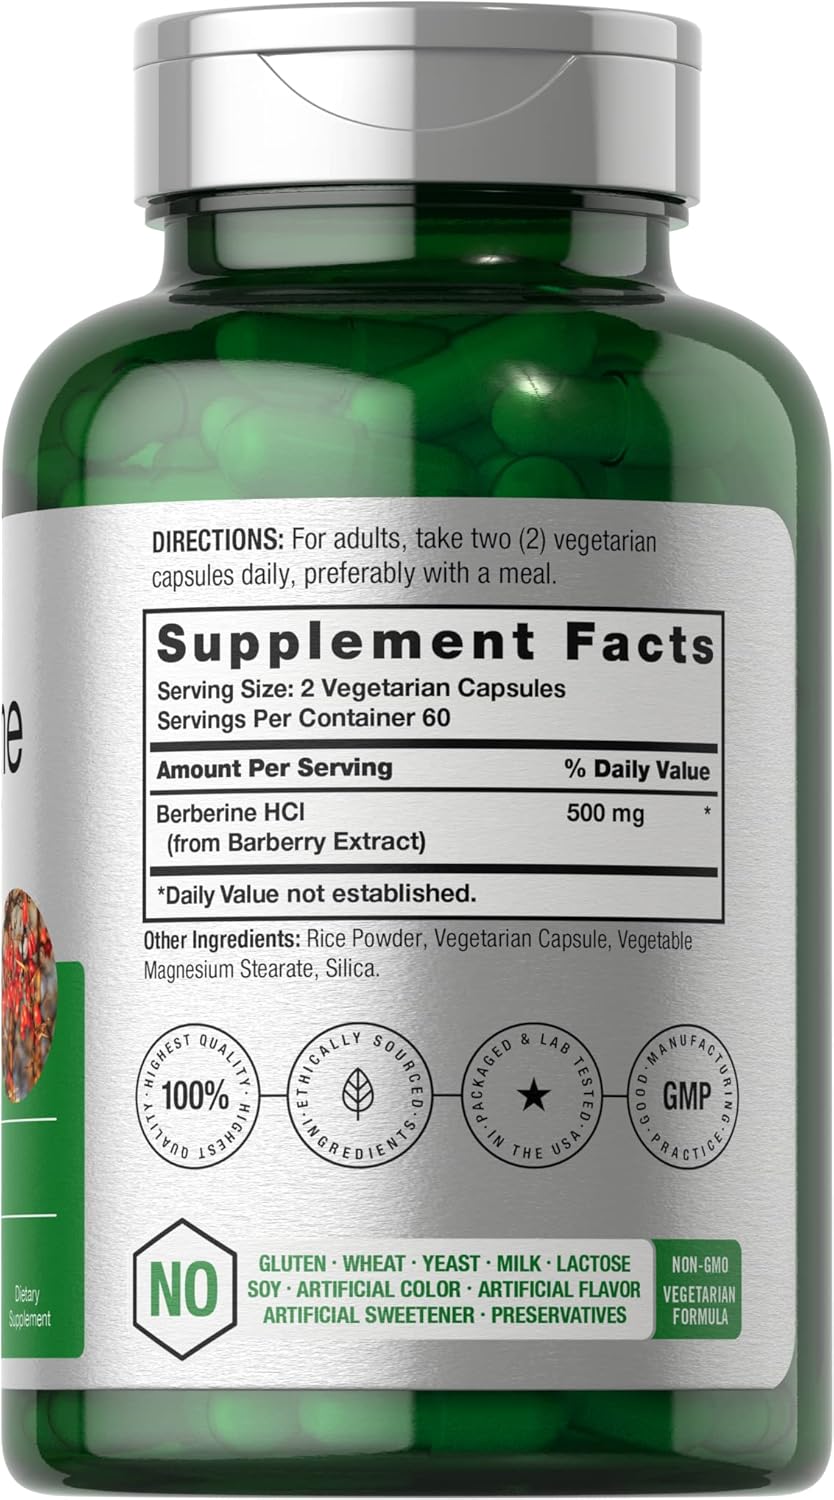 DIRECTIONS: For adults, take two (2) vegetarian
capsules daily, preferably with a meal.
Supplement Facts
Serving Size: 2 Vegetarian Capsules
Servings Per Container 60
Amount Per Serving % Daily Value
Berberine HCl 500 mg *
(from Barberry Extract)
*Daily Value not established.
Other Ingredients: Rice Powder, Vegetarian Capsule, Vegetable
Magnesium Stearate, Silica.
· HIGHEST QUALITY · HIGHEST QUALITY
100%
ETHICALLY SOURCED
· INGREDIENTS ·
PACKAGED & LAB TESTED
· IN THE USA ·
· MANUFACTURING ·
GOOD · PRACTICE ·
GMP
NO
GLUTEN · WHEAT · YEAST · MILK · LACTOSE
SOY · ARTIFICIAL COLOR · ARTIFICIAL FLAVOR
ARTIFICIAL SWEETENER · PRESERVATIVES
NON-GMO
VEGETARIAN
FORMULA
Dietary
Supplement